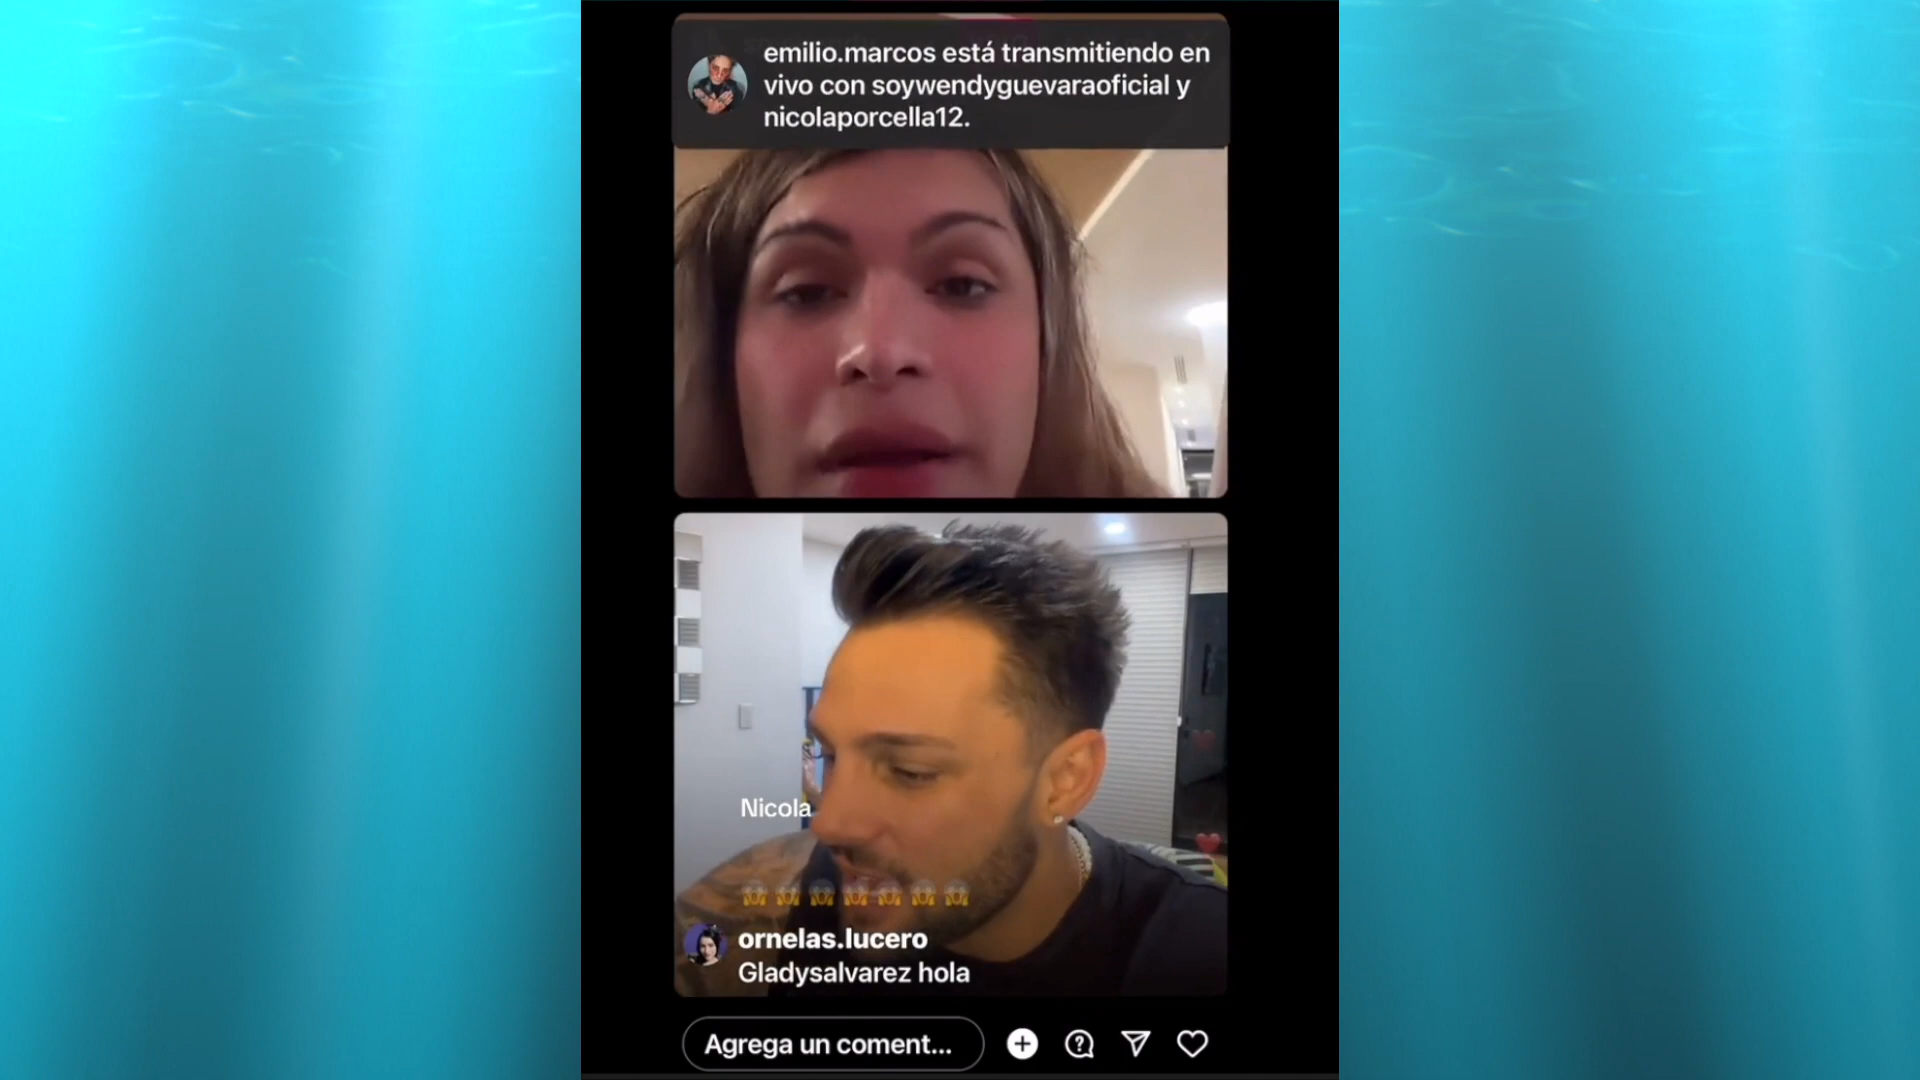 emilio.marcos está transmitiendo en
vivo con soywendyguevaraoficial y
nicolaporcella12.
Nicola
😱😱😱😱😱😱😱
ornelas.lucero
Gladysalvarez hola
Agrega un coment...